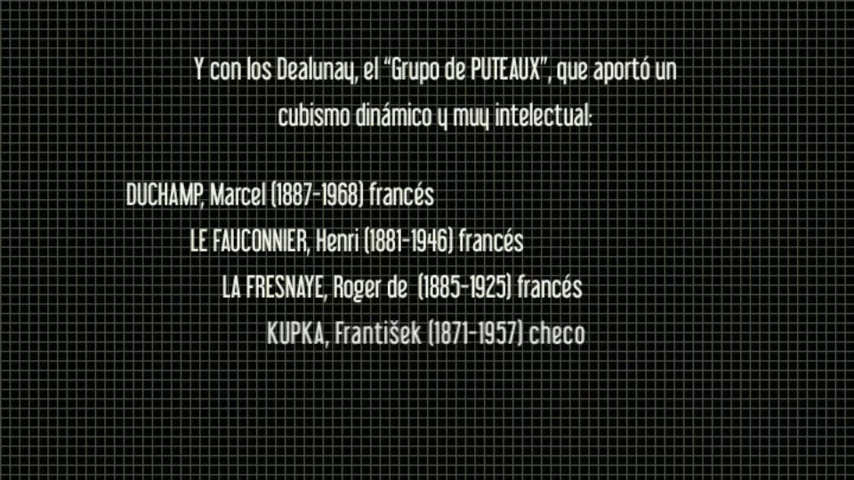 Y con los Dealunay, el “Grupo de PUTEAUX”, que aportó un
cubismo dinámico y muy intelectual:
DUCHAMP, Marcel (1887-1968) francés
LE FAUCONNIER, Henri (1881-1946) francés
LA FRESNAYE, Roger de (1885-1925) francés
KUPKA, František (1871-1957) checo